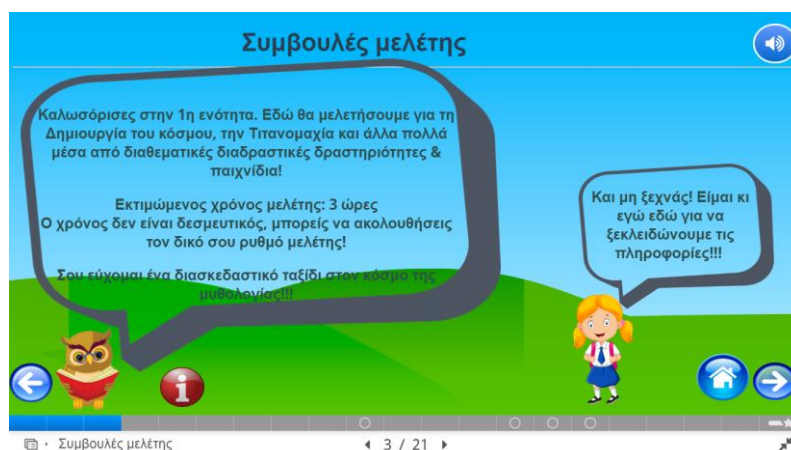 Συμβουλές μελέτης
Καλωσόρισες στην 1η ενότητα. Εδώ θα μελετήσουμε για τη
Δημιουργία του κόσμου, την Τιτανομαχία και άλλα πολλά
μέσα από διαθεματικές διαδραστικές δραστηριότητες &
παιχνίδια!
Εκτιμώμενος χρόνος μελέτης: 3 ώρες
Ο χρόνος δεν είναι δεσμευτικός, μπορείς να ακολουθήσεις
τον δικό σου ρυθμό μελέτης!
Σου εύχομαι ένα διασκεδαστικό ταξίδι στον κόσμο της
μυθολογίας!!!
Και μη ξεχνάς! Είμαι κι
εγώ εδώ για να
ξεκλειδώνουμε τις
πληροφορίες!!!
i
Συμβουλές μελέτης
3 / 21